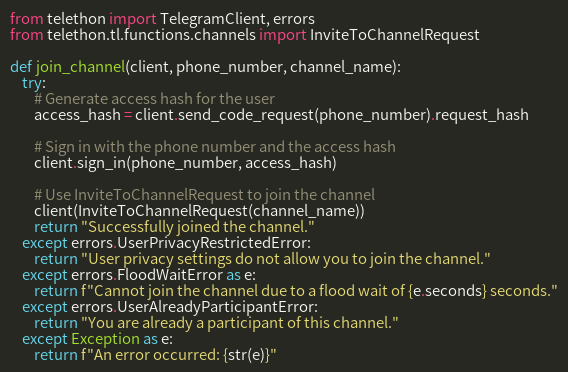 from telethon import TelegramClient, errors
from telethon.tl.functions.channels import InviteToChannelRequest
def join_channel(client, phone_number, channel_name):
try:
# Generate access hash for the user
access_hash = client.send_code_request(phone_number).request_hash
# Sign in with the phone number and the access hash
client.sign_in(phone_number, access_hash)
# Use InviteToChannelRequest to join the channel
client(InviteToChannelRequest(channel_name))
return "Successfully joined the channel."
except errors.UserPrivacyRestrictedError:
return "User privacy settings do not allow you to join the channel."
except errors.FloodWaitError as e:
return f"Cannot join the channel due to a flood wait of {e.seconds} seconds."
except errors.UserAlreadyParticipantError:
return "You are already a participant of this channel."
except Exception as e:
return f"An error occurred: {str(e)}"